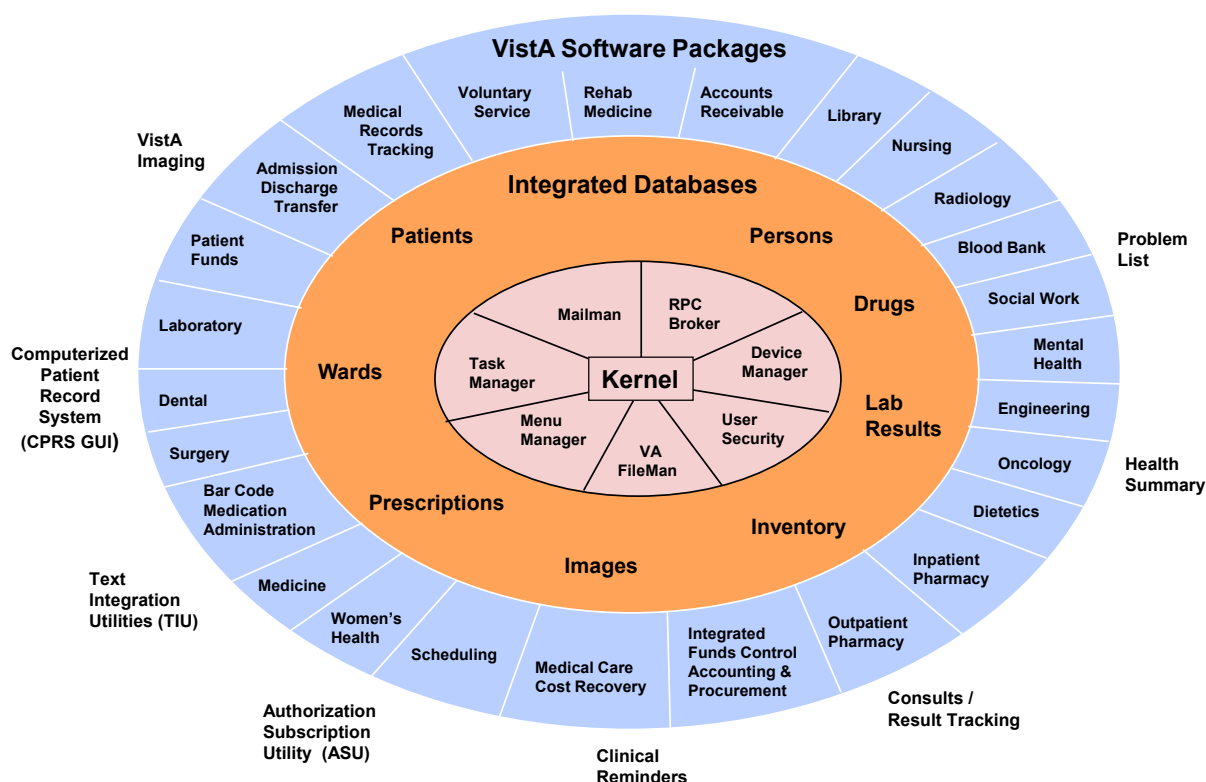 VistA Software Packages
Voluntary
Service
Rehab
Medicine
Accounts
Receivable
Library
Nursing
Radiology
Blood Bank
Social Work
Mental
Health
Engineering
Oncology
Dietetics
Inpatient
Pharmacy
Outpatient
Pharmacy
Integrated
Funds Control
Accounting &
Procurement
Medical Care
Cost Recovery
Scheduling
Women's
Health
Medicine
Bar Code
Medication
Administration
Surgery
Dental
Laboratory
Patient
Funds
Admission
Discharge
Transfer
Medical
Records
Tracking
Integrated Databases
Patients
Persons
Drugs
Lab
Results
Inventory
Images
Prescriptions
Wards
Mailman
RPC
Broker
Device
Manager
User
Security
VA
FileMan
Menu
Manager
Task
Manager
Kernel
VistA
Imaging
Problem
List
Health
Summary
Consults /
Result Tracking
Clinical
Reminders
Authorization
Subscription
Utility (ASU)
Text
Integration
Utilities (TIU)
Computerized
Patient
Record
System
(CPRS GUI)